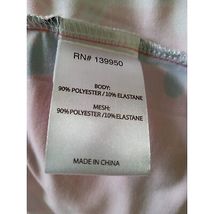 RN# 139950
BODY:
90% POLYESTER / 10% ELASTANE
MESH:
90% POLYESTER / 10% ELASTANE
MADE IN CHINA